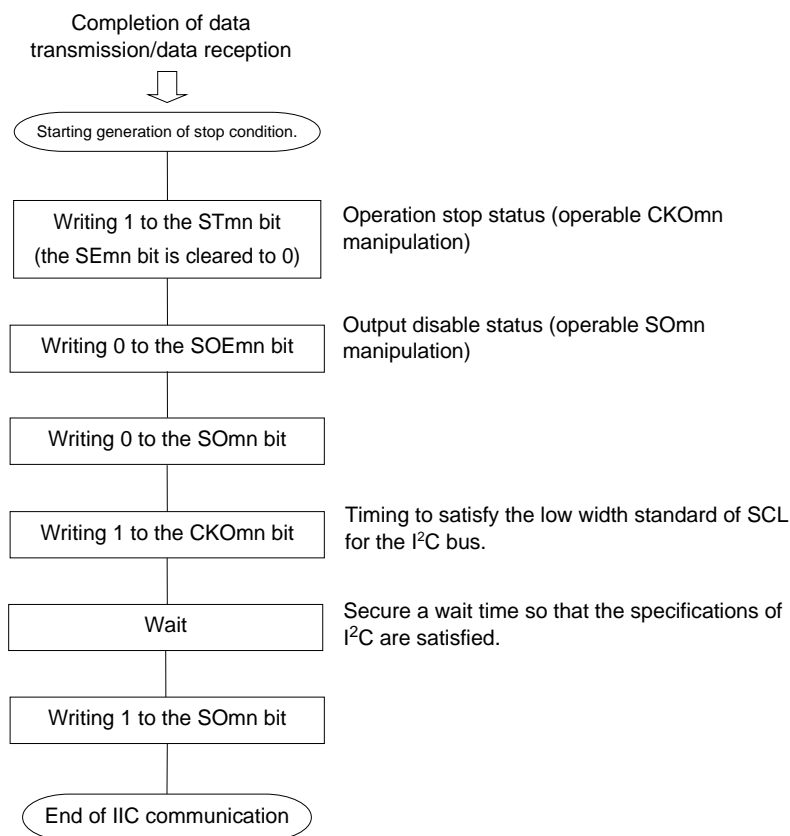 Completion of data
transmission/data reception
Starting generation of stop condition.
Writing 1 to the STmn bit
(the SEmn bit is cleared to 0)
Operation stop status (operable CKOmn
manipulation)
Writing 0 to the SOEmn bit
Output disable status (operable SOmn
manipulation)
Writing 0 to the SOmn bit
Writing 1 to the CKOmn bit
Timing to satisfy the low width standard of SCL
for the I²C bus.
Wait
Secure a wait time so that the specifications of
I²C are satisfied.
Writing 1 to the SOmn bit
End of IIC communication